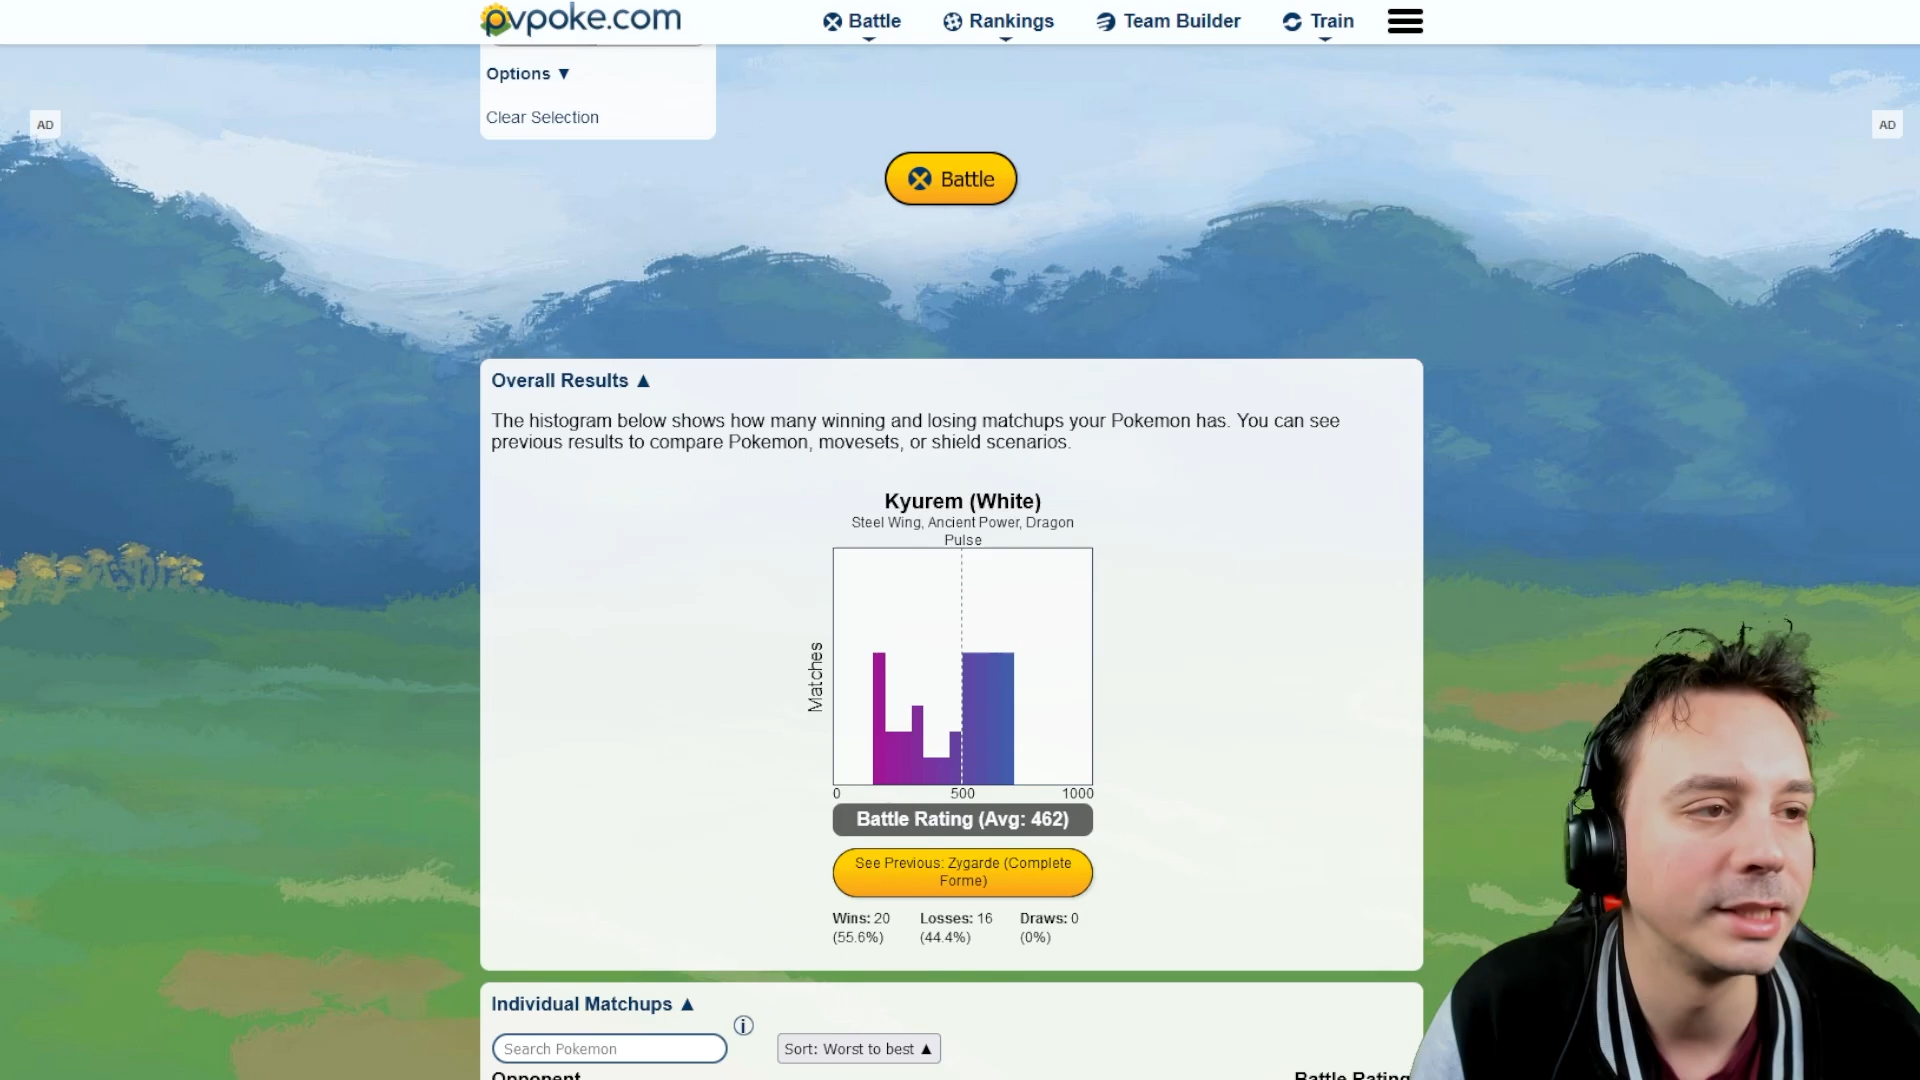 pvpoke.com
Battle
Rankings
Team Builder
Train
Options ▼
Clear Selection
AD
AD
Battle
Overall Results ▲
The histogram below shows how many winning and losing matchups your Pokemon has. You can see
previous results to compare Pokemon, movesets, or shield scenarios.
Kyurem (White)
Steel Wing, Ancient Power, Dragon
Pulse
Matches
0 500 1000
Battle Rating (Avg: 462)
See Previous: Zygarde (Complete
Forme)
Wins: 20 Losses: 16 Draws: 0
(55.6%) (44.4%) (0%)
Individual Matchups ▲
Search Pokemon
Sort: Worst to best ▲
Opponent Battle Rating